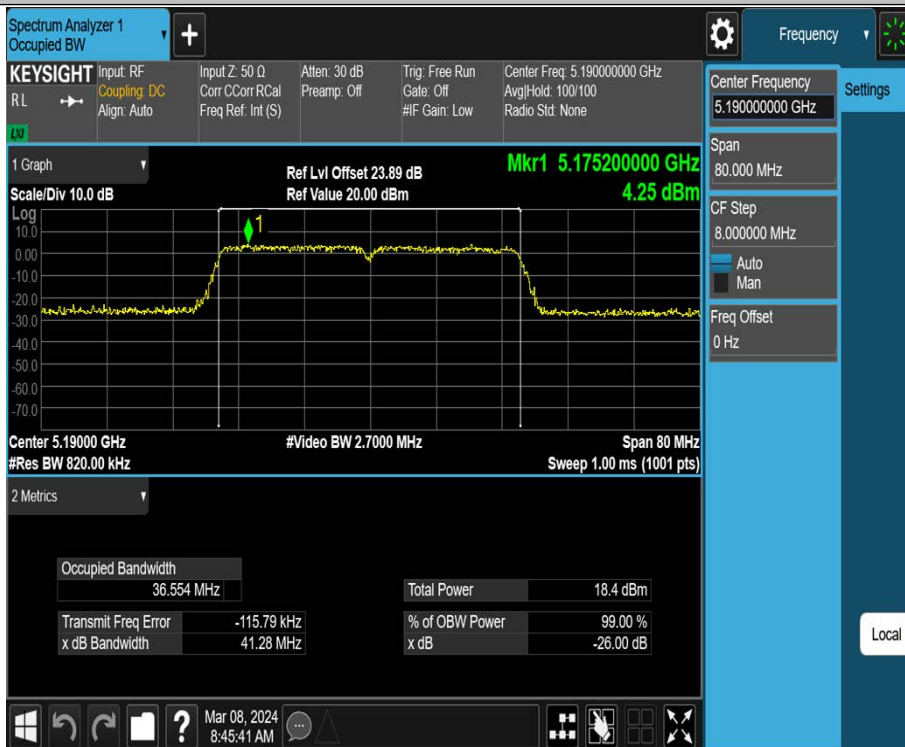 Spectrum Analyzer 1
Occupied BW
+
Frequency
KEYSIGHT
Input: RF
Input Z: 50 Ω
Atten: 30 dB
Trig: Free Run
Center Freq: 5.190000000 GHz
RL
Coupling: DC
Corr CCorr RCal
Preamp: Off
Gate: Off
Avg|Hold: 100/100
Align: Auto
Freq Ref: Int (S)
#IF Gain: Low
Radio Std: None
LXI
Center Frequency
5.190000000 GHz
Settings
Span
80.000 MHz
CF Step
8.000000 MHz
Auto
Man
Freq Offset
0 Hz
Local
1 Graph
Ref Lvl Offset 23.89 dB
Mkr1 5.175200000 GHz
Scale/Div 10.0 dB
Ref Value 20.00 dBm
4.25 dBm
Log
1
10.0
0.00
-10.0
-20.0
-30.0
-40.0
-50.0
-60.0
-70.0
Center 5.19000 GHz
#Video BW 2.7000 MHz
Span 80 MHz
#Res BW 820.00 kHz
Sweep 1.00 ms (1001 pts)
2 Metrics
Occupied Bandwidth
36.554 MHz
Total Power 18.4 dBm
Transmit Freq Error -115.79 kHz
% of OBW Power 99.00 %
x dB Bandwidth 41.28 MHz
x dB -26.00 dB
?
Mar 08, 2024
8:45:41 AM